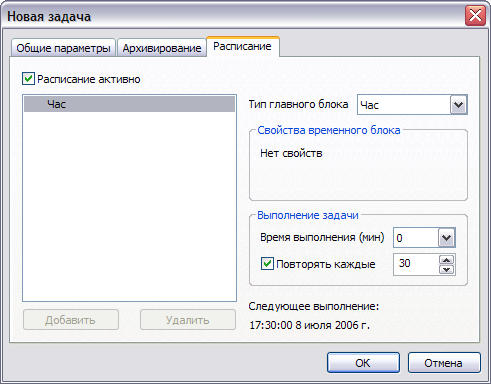 Новая задача
Общие параметры
Архивирование
Расписание
Расписание активно
Час
Тип главного блока
Час
Свойства временного блока
Нет свойств
Выполнение задачи
Время выполнения (мин)
0
Повторять каждые
30
Добавить
Удалить
Следующее выполнение:
17:30:00 8 июля 2006 г.
OK
Отмена